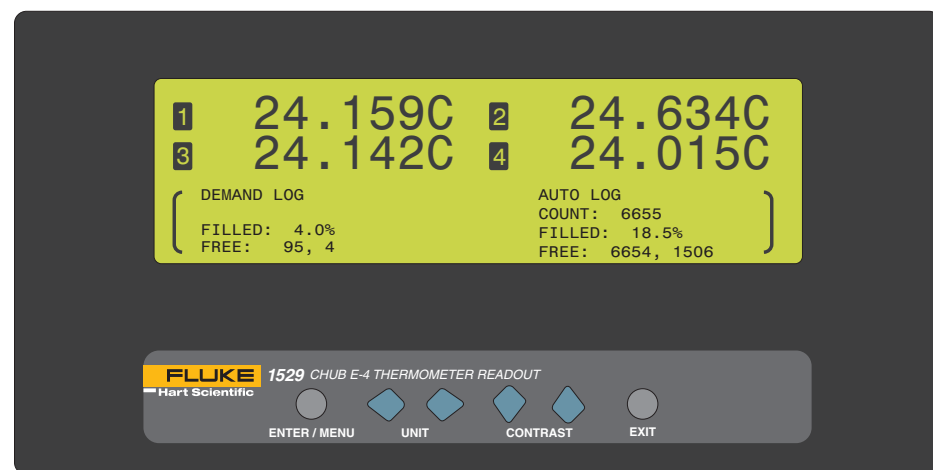 1 24.159C 2 24.634C
3 24.142C 4 24.015C
DEMAND LOG
FILLED: 4.0%
FREE: 95, 4
AUTO LOG
COUNT: 6655
FILLED: 18.5%
FREE: 6654, 1506
FLUKE
Hart Scientific
1529 CHUB E-4 THERMOMETER READOUT
ENTER / MENU UNIT CONTRAST EXIT